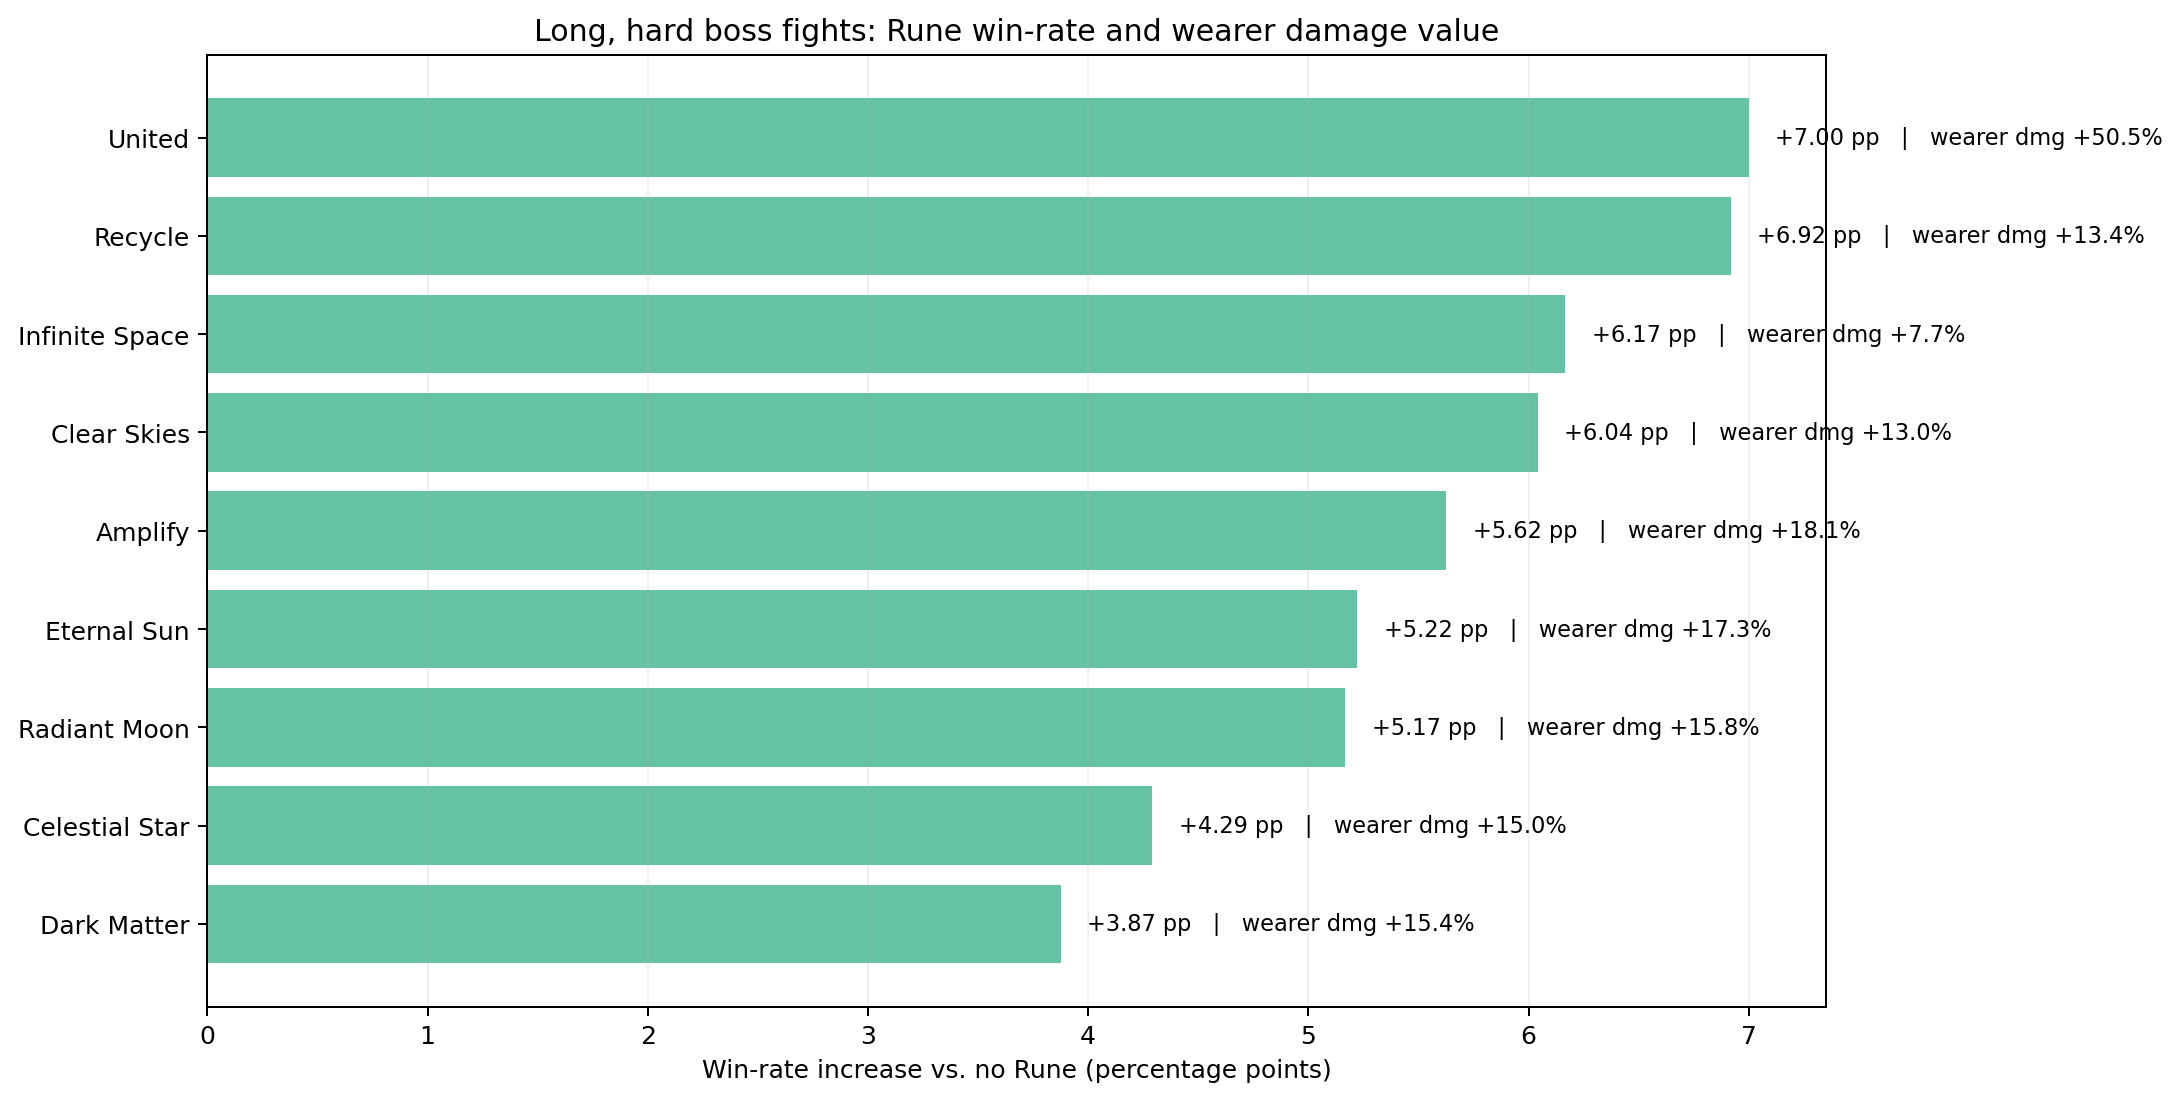 Long, hard boss fights: Rune win-rate and wearer damage value
United
+7.00 pp | wearer dmg +50.5%
Recycle
+6.92 pp | wearer dmg +13.4%
Infinite Space
+6.17 pp | wearer dmg +7.7%
Clear Skies
+6.04 pp | wearer dmg +13.0%
Amplify
+5.62 pp | wearer dmg +18.1%
Eternal Sun
+5.22 pp | wearer dmg +17.3%
Radiant Moon
+5.17 pp | wearer dmg +15.8%
Celestial Star
+4.29 pp | wearer dmg +15.0%
Dark Matter
+3.87 pp | wearer dmg +15.4%
0 1 2 3 4 5 6 7
Win-rate increase vs. no Rune (percentage points)